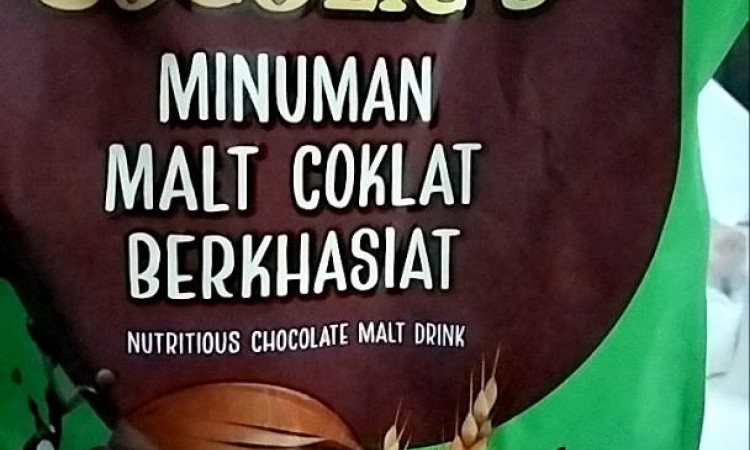 MINUMAN
MALT COKLAT
BERKHASIAT
NUTRITIOUS CHOCOLATE MALT DRINK